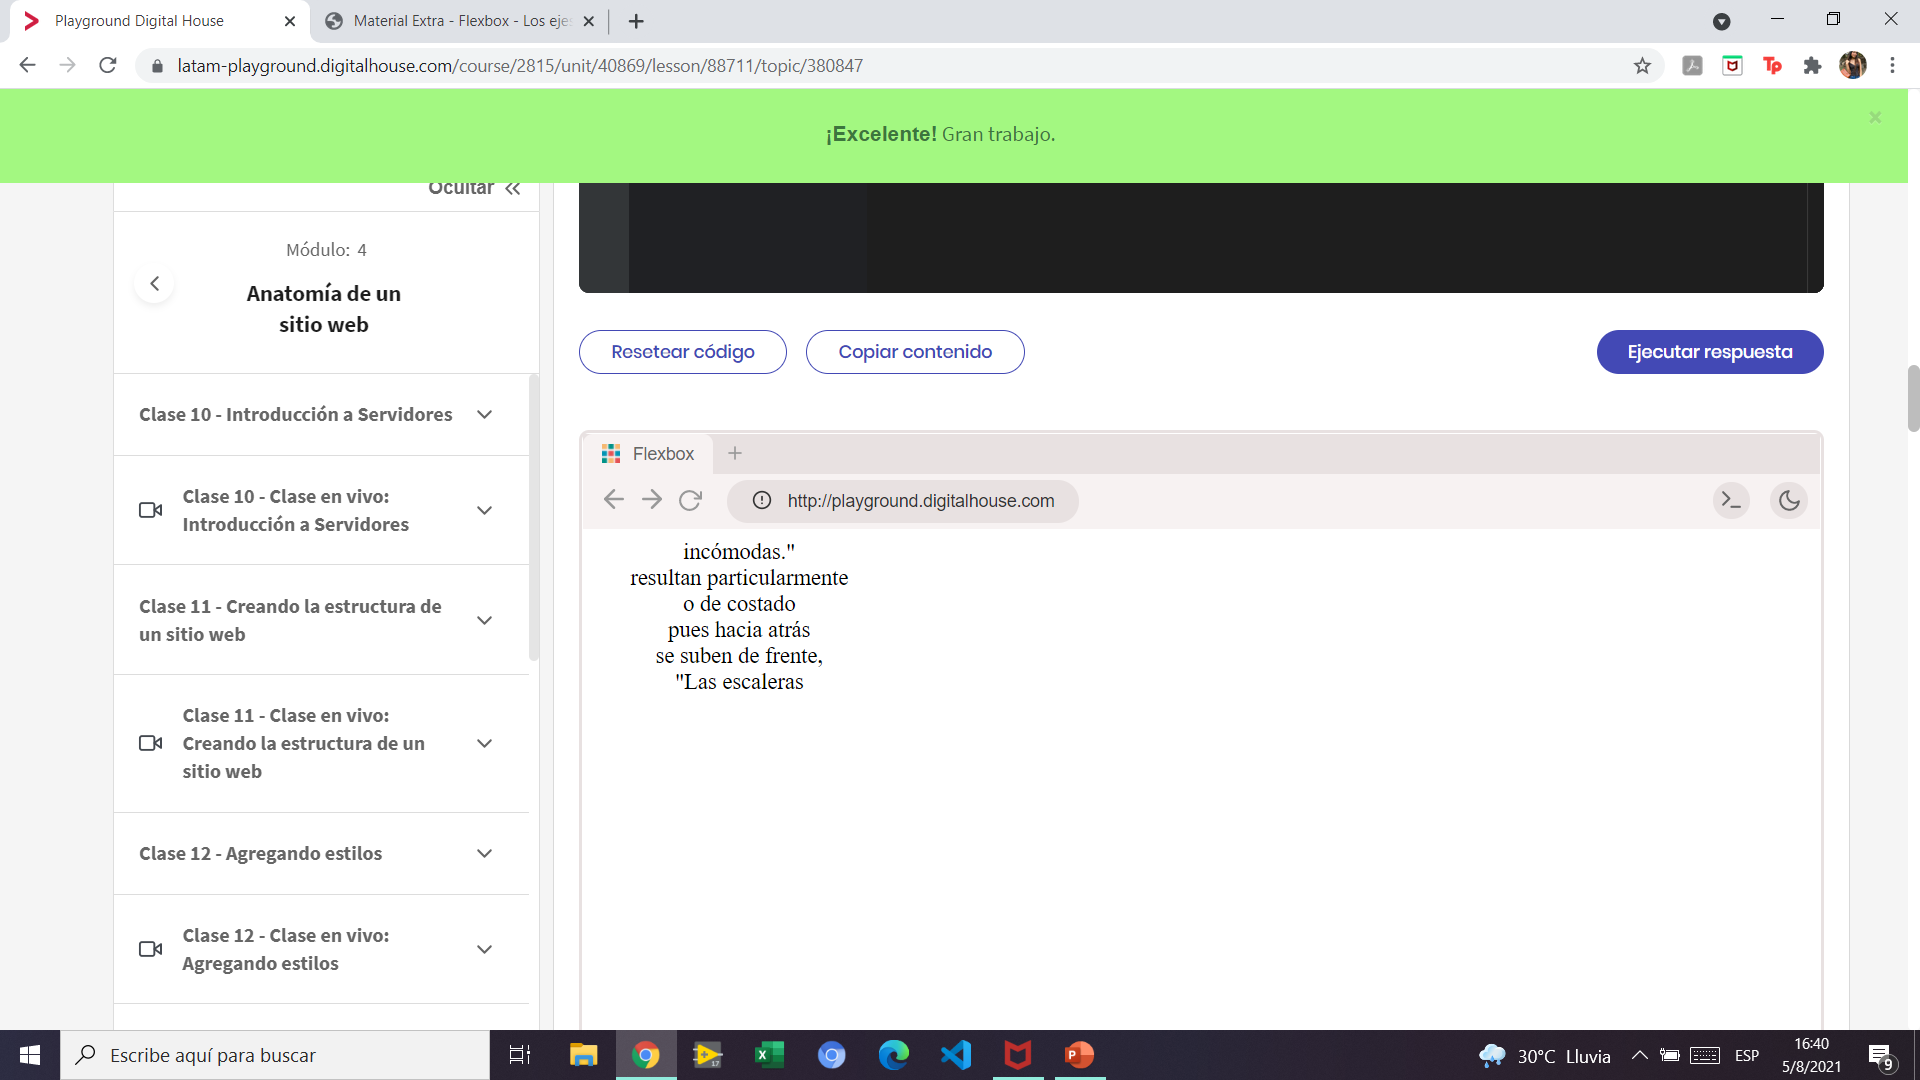 Playground Digital House
Material Extra - Flexbox - Los eje
latam-playground.digitalhouse.com/course/2815/unit/40869/lesson/88711/topic/380847
¡Excelente! Gran trabajo.
×
Ocultar
Módulo: 4
Anatomía de un
sitio web
Clase 10 - Introducción a Servidores
Clase 10 - Clase en vivo:
Introducción a Servidores
Clase 11 - Creando la estructura de
un sitio web
Clase 11 - Clase en vivo:
Creando la estructura de un
sitio web
Clase 12 - Agregando estilos
Clase 12 - Clase en vivo:
Agregando estilos
Resetear código
Copiar contenido
Ejecutar respuesta
Flexbox
http://playground.digitalhouse.com
incómodas."
resultan particularmente
o de costado
pues hacia atrás
se suben de frente,
"Las escaleras
Escribe aquí para buscar
30°C Lluvia
ESP
16:40
5/8/2021
9